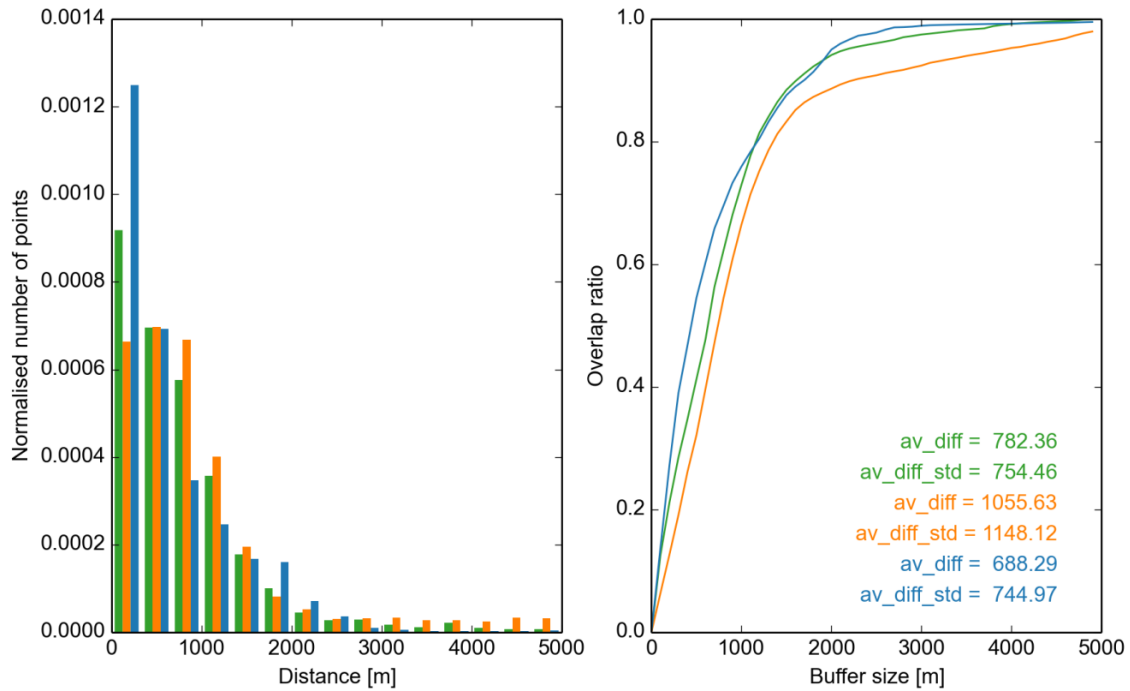 0.0014
0.0012
0.0010
0.0008
0.0006
0.0004
0.0002
0.0000
0
1000
2000
3000
4000
5000
Normalised number of points
Distance [m]
1.0
0.8
0.6
0.4
0.2
0.0
0
1000
2000
3000
4000
5000
Overlap ratio
Buffer size [m]
av_diff = 782.36
av_diff_std = 754.46
av_diff = 1055.63
av_diff_std = 1148.12
av_diff = 688.29
av_diff_std = 744.97